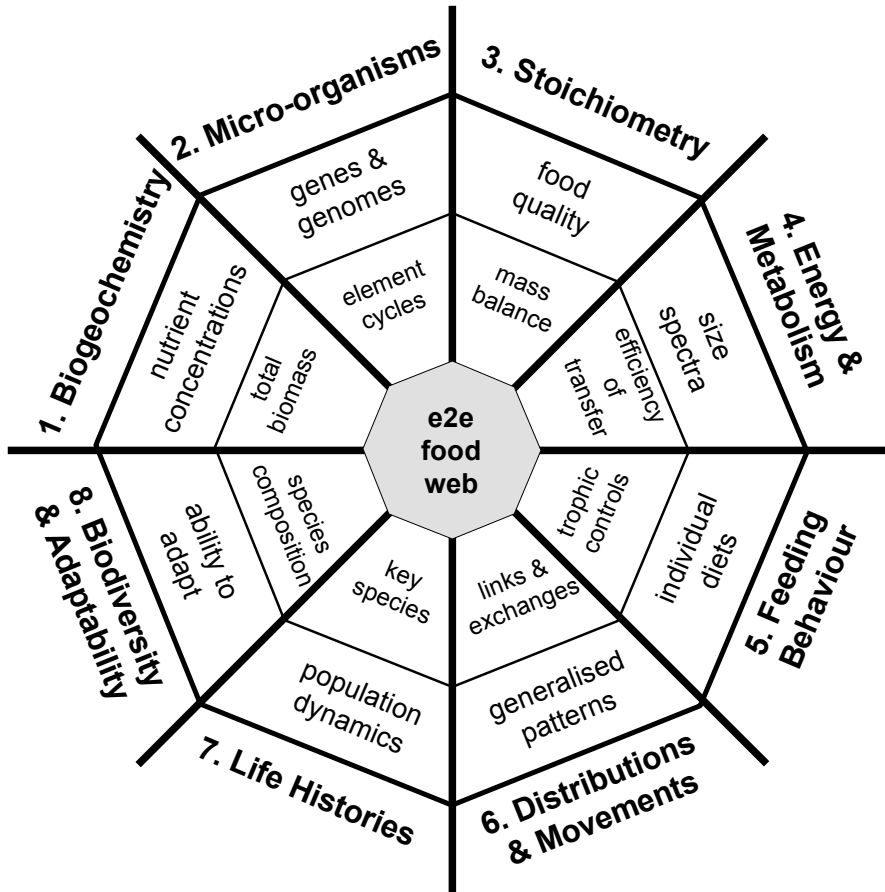 1. Biogeochemistry
nutrient
concentrations
total
biomass
2. Micro-organisms
genes &
genomes
element
cycles
3. Stoichiometry
food
quality
mass
balance
4. Energy &
Metabolism
size
spectra
efficiency
of
transfer
5. Feeding
Behaviour
individual
diets
trophic
controls
6. Distributions
& Movements
generalised
patterns
links &
exchanges
7. Life Histories
population
dynamics
key
species
8. Biodiversity
& Adaptability
ability to
adapt
species
composition
e2e
food
web